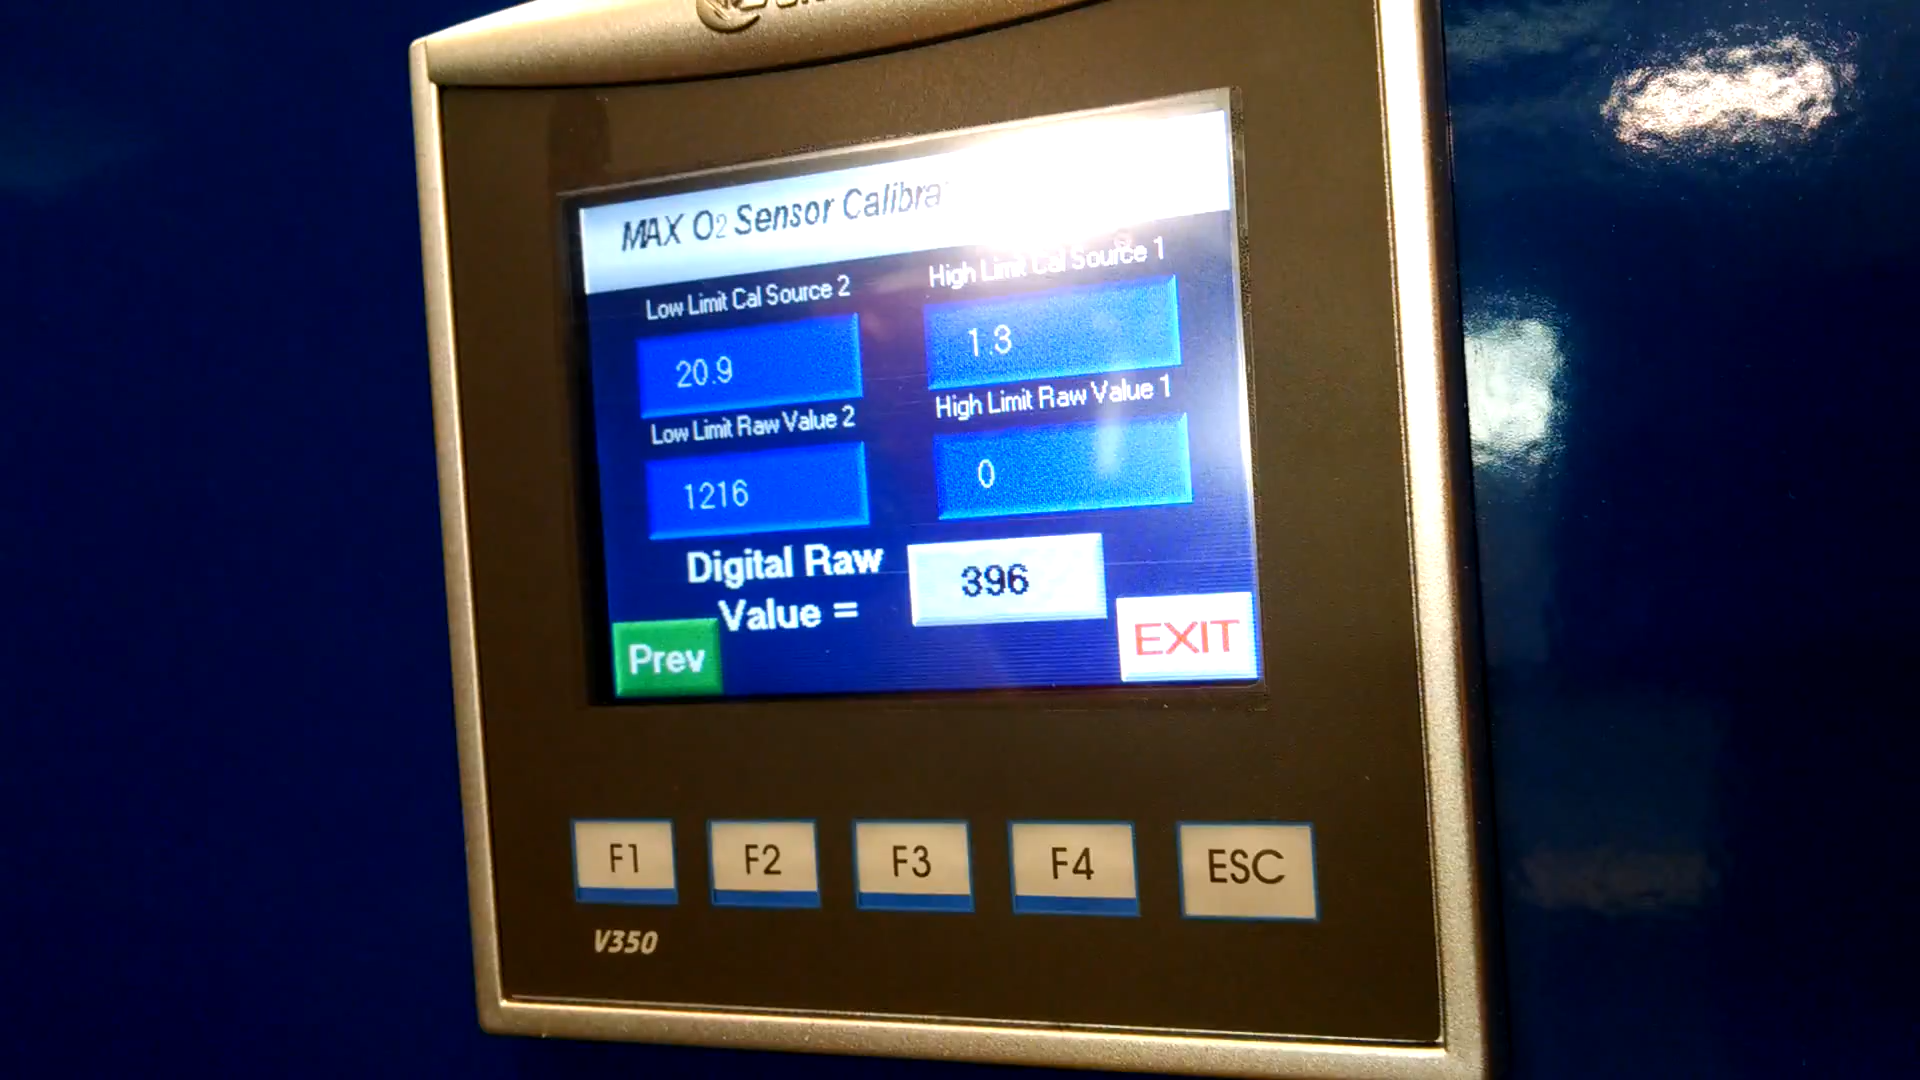 MAX O2 Sensor Calibra
Low Limit Cal Source 2
High Limit Cal Source 1
20.9
1.3
Low Limit Raw Value 2
High Limit Raw Value 1
1216
0
Digital Raw
Value =
396
Prev
EXIT
F1
F2
F3
F4
ESC
V350